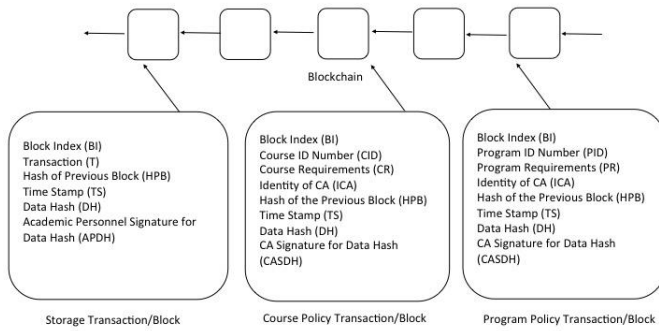 Blockchain
Block Index (BI)
Transaction (T)
Hash of Previous Block (HPB)
Time Stamp (TS)
Data Hash (DH)
Academic Personnel Signature for
Data Hash (APDH)
Storage Transaction/Block
Block Index (BI)
Course ID Number (CID)
Course Requirements (CR)
Identity of CA (ICA)
Hash of the Previous Block (HPB)
Time Stamp (TS)
Data Hash (DH)
CA Signature for Data Hash
(CASDH)
Course Policy Transaction/Block
Block Index (BI)
Program ID Number (PID)
Program Requirements (PR)
Identity of CA (ICA)
Hash of the Previous Block (HPB)
Time Stamp (TS)
Data Hash (DH)
CA Signature for Data Hash
(CASDH)
Program Policy Transaction/Block